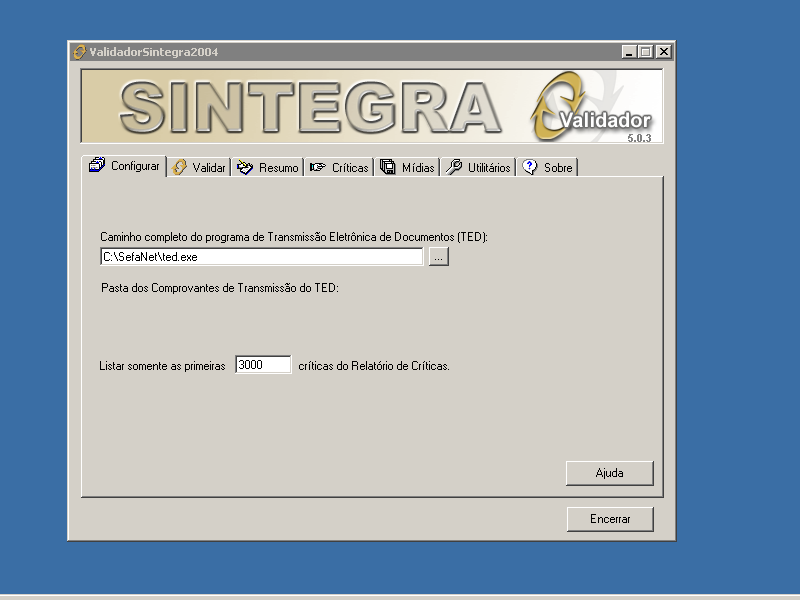 ValidadorSintegra2004
SINTEGRA
Validador
5.0.3
Configurar Validar Resumo Críticas Mídias Utilitários Sobre
Caminho completo do programa de Transmissão Eletrônica de Documentos (TED):
C:\SefaNet\ted.exe ...
Pasta dos Comprovantes de Transmissão do TED:
Listar somente as primeiras 3000 críticas do Relatório de Críticas.
Ajuda
Encerrar